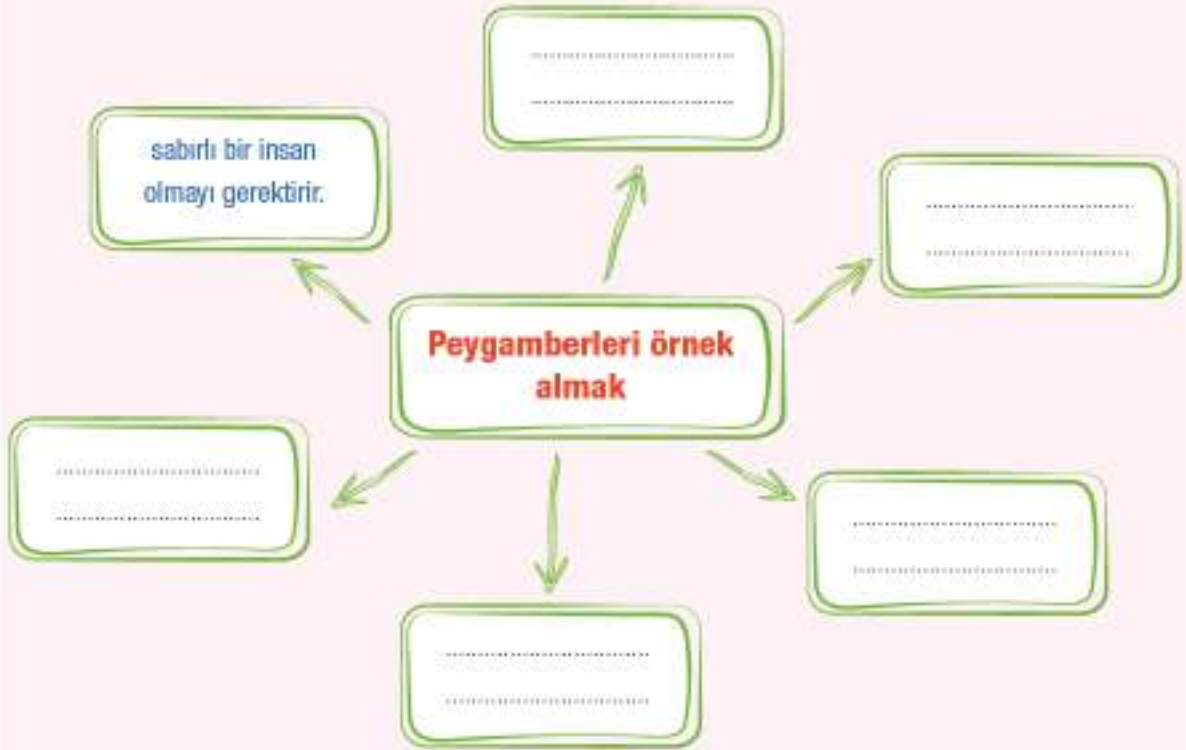 sabırlı bir insan
olmayı gerektirir.
Peygamberleri örnek
almak